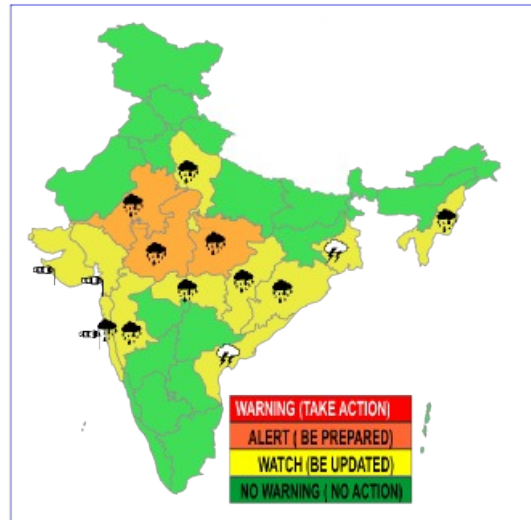 WARNING (TAKE ACTION)
ALERT ( BE PREPARED)
WATCH (BE UPDATED)
NO WARNING ( NO ACTION)